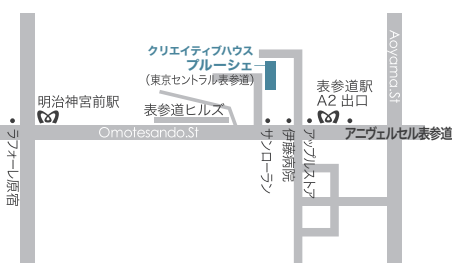 クリエイティブハウス
プルーシェ
(東京セントラル表参道)
Aoyama.St
明治神宮前駅
表参道ヒルズ
表参道駅
A2 出口
Omotesando.St
アニヴェルセル表参道
ラフォーレ原宿
サンローラン
伊藤病院
アップルストア